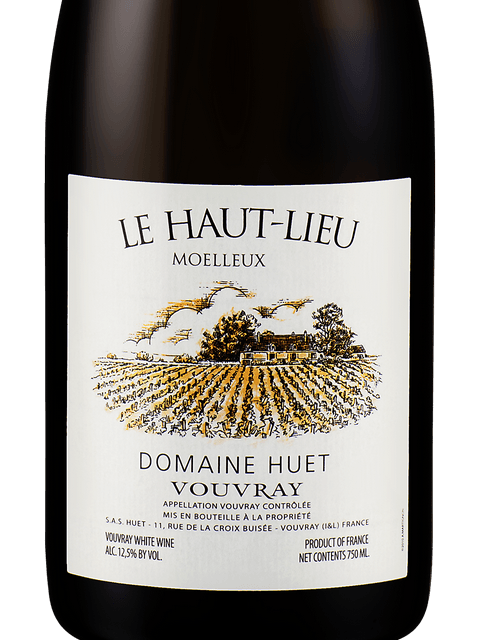 LE HAUT-LIEU
MOELLEUX
DOMAINE HUET
VOUVRAY
APPELLATION VOUVRAY CONTRÔLÉE
MIS EN BOUTEILLE À LA PROPRIÉTÉ
S.A.S. HUET - 11, RUE DE LA CROIX BUISÉE - VOUVRAY (I&L) FRANCE
VOUVRAY WHITE WINE PRODUCT OF FRANCE
ALC. 12,5% BY VOL. NET CONTENTS 750 ML